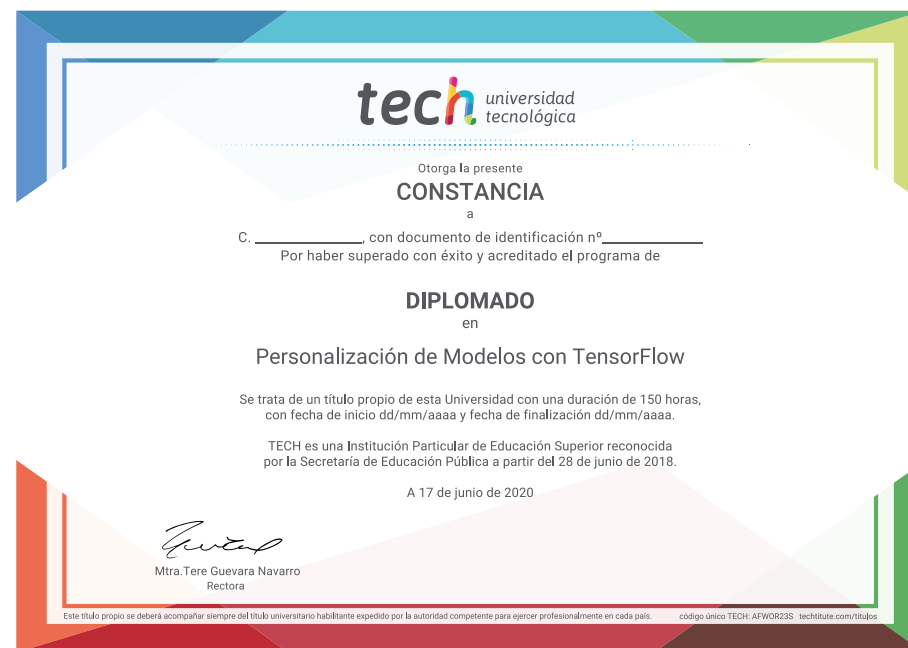 tech universidad
tecnológica
Otorga la presente
CONSTANCIA
a
C. ____________, con documento de identificación nº____________
Por haber superado con éxito y acreditado el programa de
DIPLOMADO
en
Personalización de Modelos con TensorFlow
Se trata de un título propio de esta Universidad con una duración de 150 horas,
con fecha de inicio dd/mm/aaaa y fecha de finalización dd/mm/aaaa.
TECH es una Institución Particular de Educación Superior reconocida
por la Secretaría de Educación Pública a partir del 28 de junio de 2018.
A 17 de junio de 2020
Mtra.Tere Guevara Navarro
Rectora
Este título propio se deberá acompañar siempre del título universitario habilitante expedido por la autoridad competente para ejercer profesionalmente en cada país. código único TECH: AFWOR23S techtitute.com/titulos